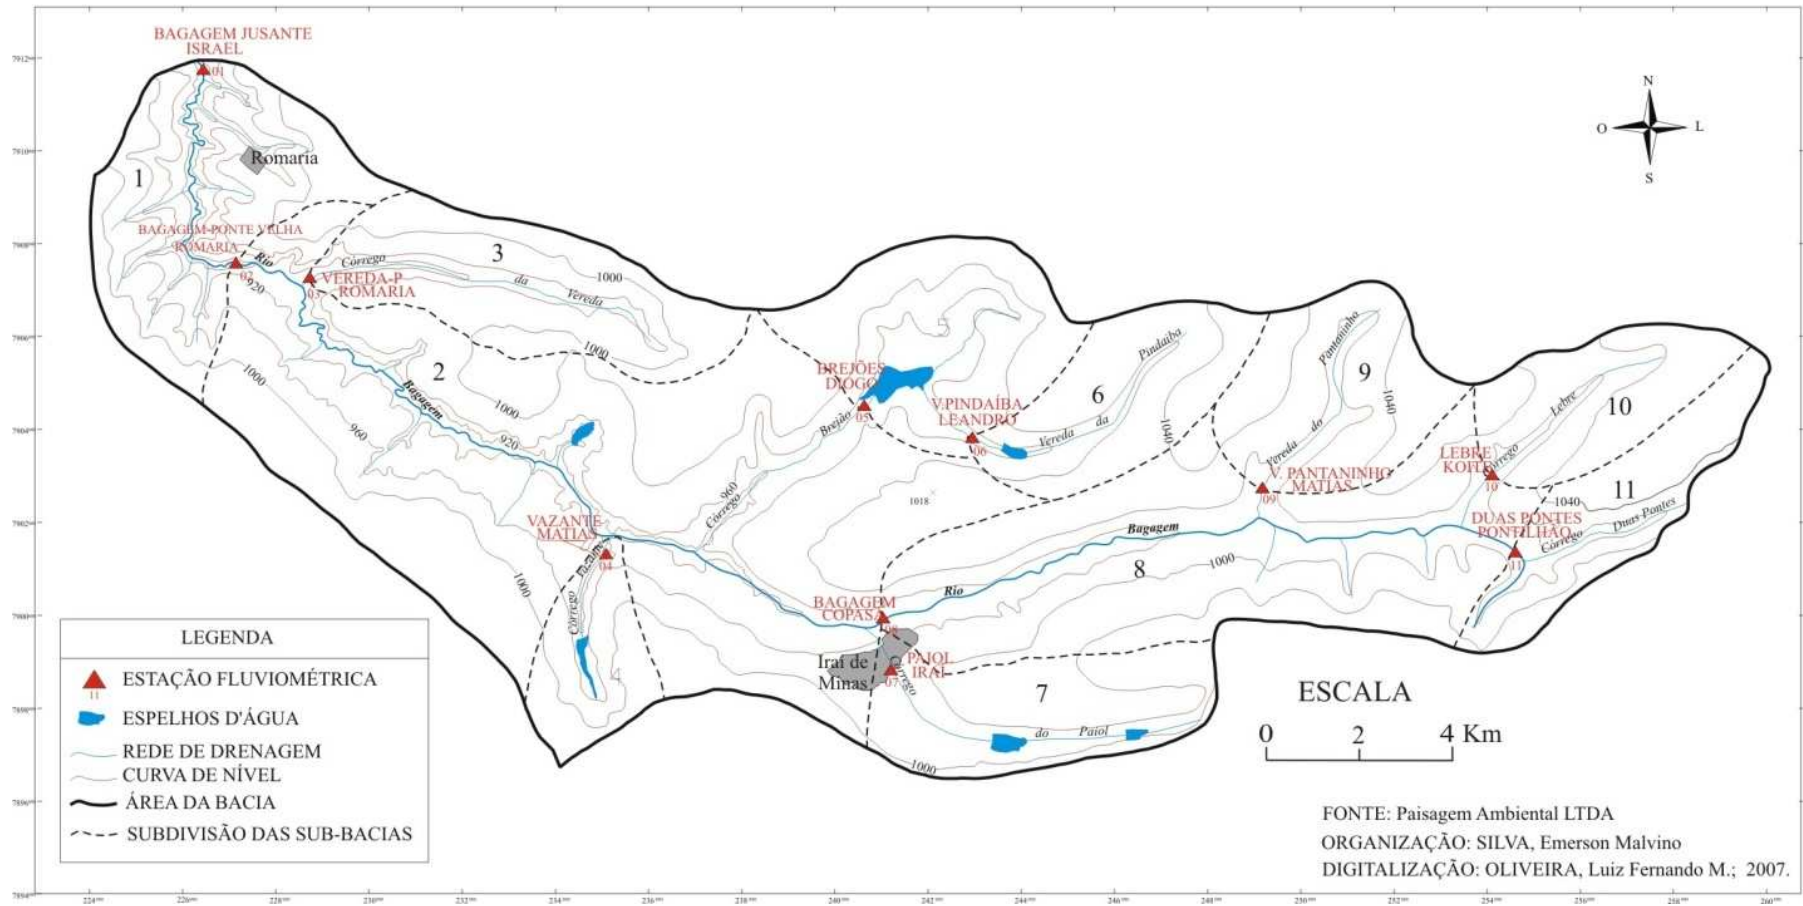 BAGAGEM JUSANTE
ISRAEL
01
N
O
L
S
Romaria
1
BAGAGEM-PONTE VELHA
ROMARIA
02
Rio
920
3
Córrego
da
Vereda
1000
VEREDA-P
ROMARIA
03
2
1000
1000
1000
960
Bagagem
920
5
BREJÕES
DIOGO
05
Brejão
Córrego
960
V.PINDAÍBA
LEANDRO
06
6
Vereda
da
Pindaíba
1040
1018
9
Pantaninho
Vereda do
1040
V. PANTANINHO
MATIAS
09
10
Lebre
Córrego
LEBRE
10
11
1040
DUAS PONTES
PONTILHÃO
11
Córrego
Duas Pontes
VAZANTE
MATIAS
04
Vazante
Córrego
1000
4
Bagagem
Rio
8
1000
BAGAGEM
COPASA
08
Iraí de
Minas
PAIOL
IRAÍ
07
Córrego
do
Paiol
7
1000
LEGENDA
11
ESTAÇÃO FLUVIOMÉTRICA
ESPELHOS D'ÁGUA
REDE DE DRENAGEM
CURVA DE NÍVEL
ÁREA DA BACIA
SUBDIVISÃO DAS SUB-BACIAS
ESCALA
0 2 4 Km
FONTE: Paisagem Ambiental LTDA
ORGANIZAÇÃO: SILVA, Emerson Malvino
DIGITALIZAÇÃO: OLIVEIRA, Luiz Fernando M.; 2007.